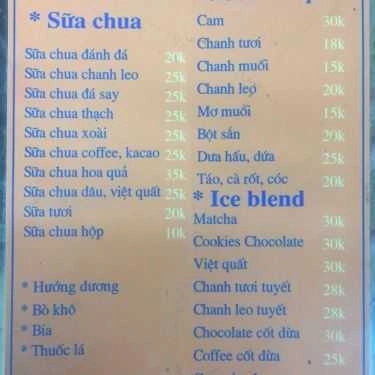 * Sữa chua
Sữa chua đánh đá 20k
Sữa chua chanh leo 25k
Sữa chua đá say 25k
Sữa chua thạch 25k
Sữa chua xoài 25k
Sữa chua coffee, kacao 25k
Sữa chua hoa quả 35k
Sữa chua dâu, việt quất 25k
Sữa tươi 20k
Sữa chua hộp 10k
* Hướng dương
* Bò khô
* Bia
* Thuốc lá
Cam 30k
Chanh tươi 18k
Chanh muối 15k
Chanh leo 20k
Mơ muối 15k
Bột sắn 20k
Dưa hấu, dứa 25k
Táo, cà rốt, cóc 20k
* Ice blend
Matcha 30k
Cookies Chocolate 30k
Việt quất 30k
Chanh tươi tuyết 28k
Chanh leo tuyết 28k
Chocolate cốt dừa 30k
Coffee cốt dừa 25k